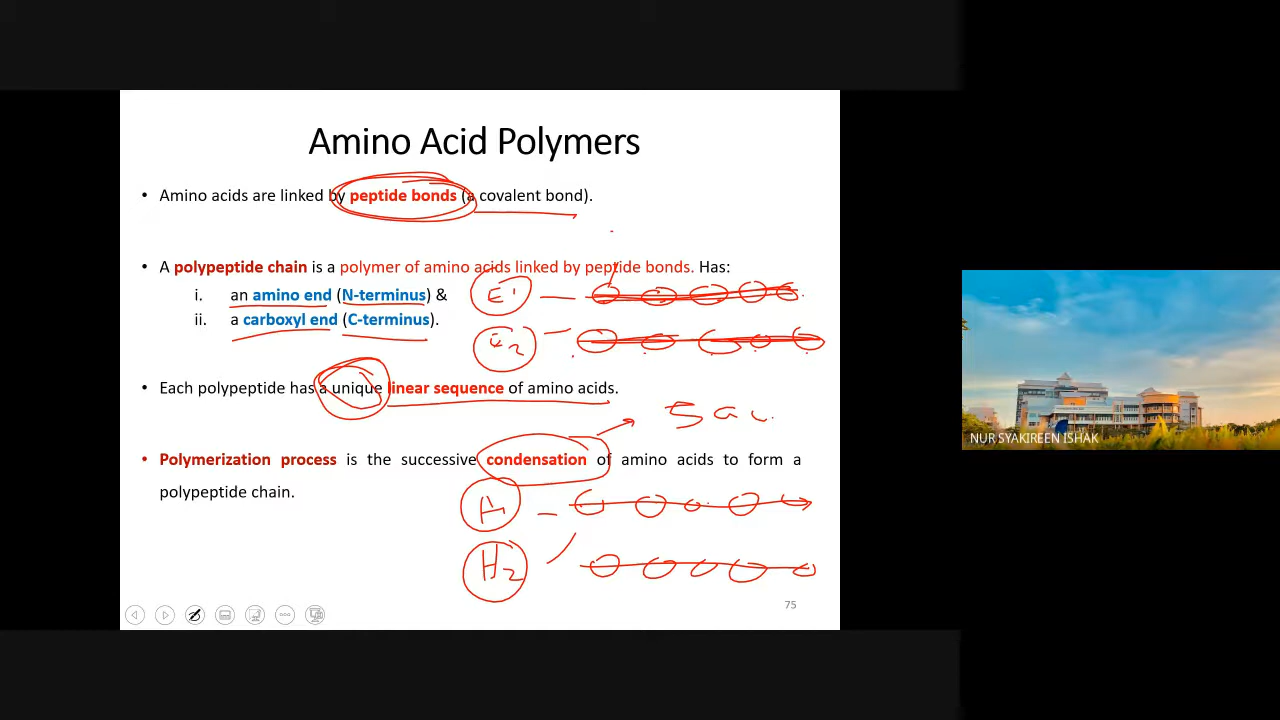 Amino Acid Polymers
• Amino acids are linked by peptide bonds (a covalent bond).
• A polypeptide chain is a polymer of amino acids linked by peptide bonds. Has:
i. an amino end (N-terminus) &
ii. a carboxyl end (C-terminus).
• Each polypeptide has a unique linear sequence of amino acids.
• Polymerization process is the successive condensation of amino acids to form a
polypeptide chain.
H2
75
NUR SYAKIREEN ISHAK